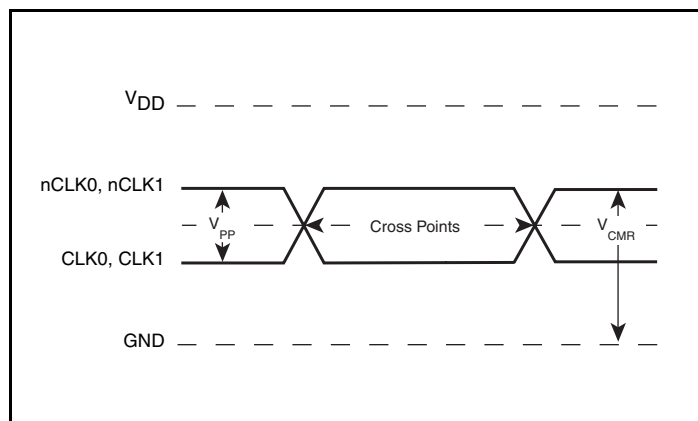 VDD
nCLK0, nCLK1
VPP
Cross Points
VCMR
CLK0, CLK1
GND